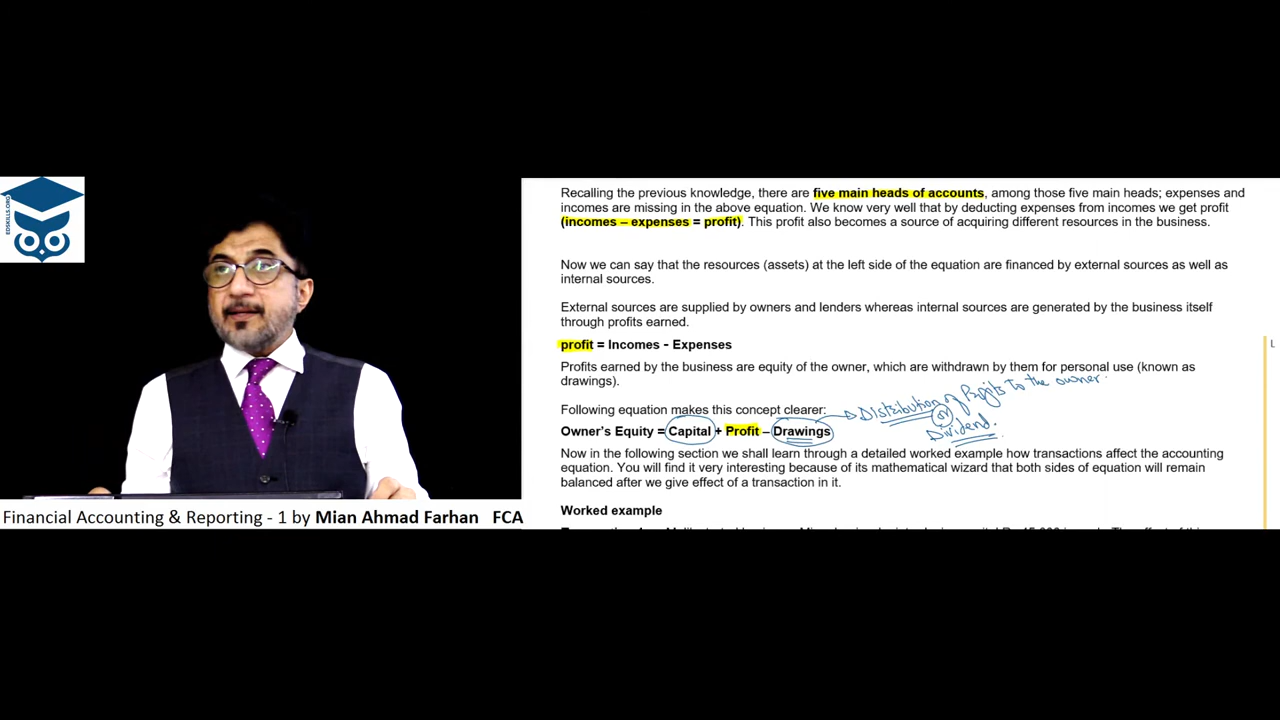 EDSKILLS.ORG
Recalling the previous knowledge, there are five main heads of accounts, among those five main heads; expenses and
incomes are missing in the above equation. We know very well that by deducting expenses from incomes we get profit
(incomes – expenses = profit). This profit also becomes a source of acquiring different resources in the business.
Now we can say that the resources (assets) at the left side of the equation are financed by external sources as well as
internal sources.
External sources are supplied by owners and lenders whereas internal sources are generated by the business itself
through profits earned.
profit = Incomes - Expenses
Profits earned by the business are equity of the owner, which are withdrawn by them for personal use (known as
drawings).
Distribution of Profits To the owner.
Following equation makes this concept clearer:
or
Dividend.
Owner's Equity = Capital + Profit – Drawings
Now in the following section we shall learn through a detailed worked example how transactions affect the accounting
equation. You will find it very interesting because of its mathematical wizard that both sides of equation will remain
balanced after we give effect of a transaction in it.
Worked example
Financial Accounting & Reporting - 1 by Mian Ahmad Farhan FCA